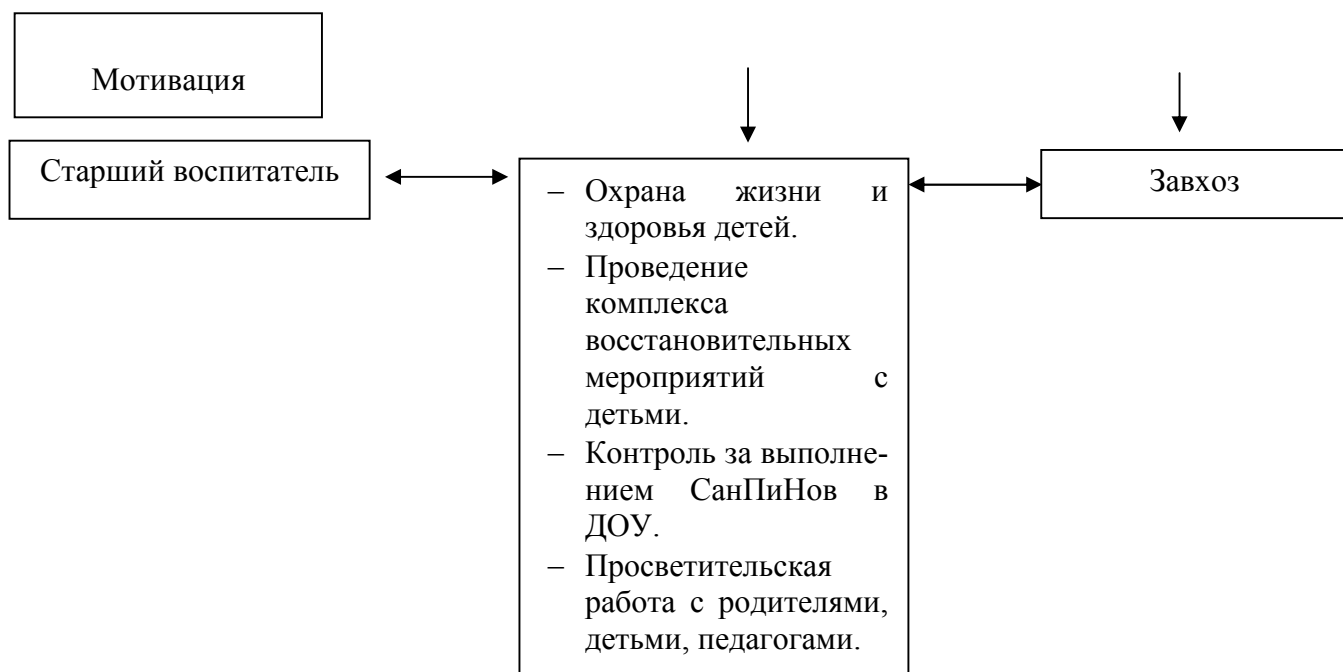 Мотивация
Старший воспитатель
– Охрана жизни и
здоровья детей.
– Проведение
комплекса
восстановительных
мероприятий с
детьми.
– Контроль за выполне-
нием СанПиНов в
ДОУ.
– Просветительская
работа с родителями,
детьми, педагогами.
Завхоз